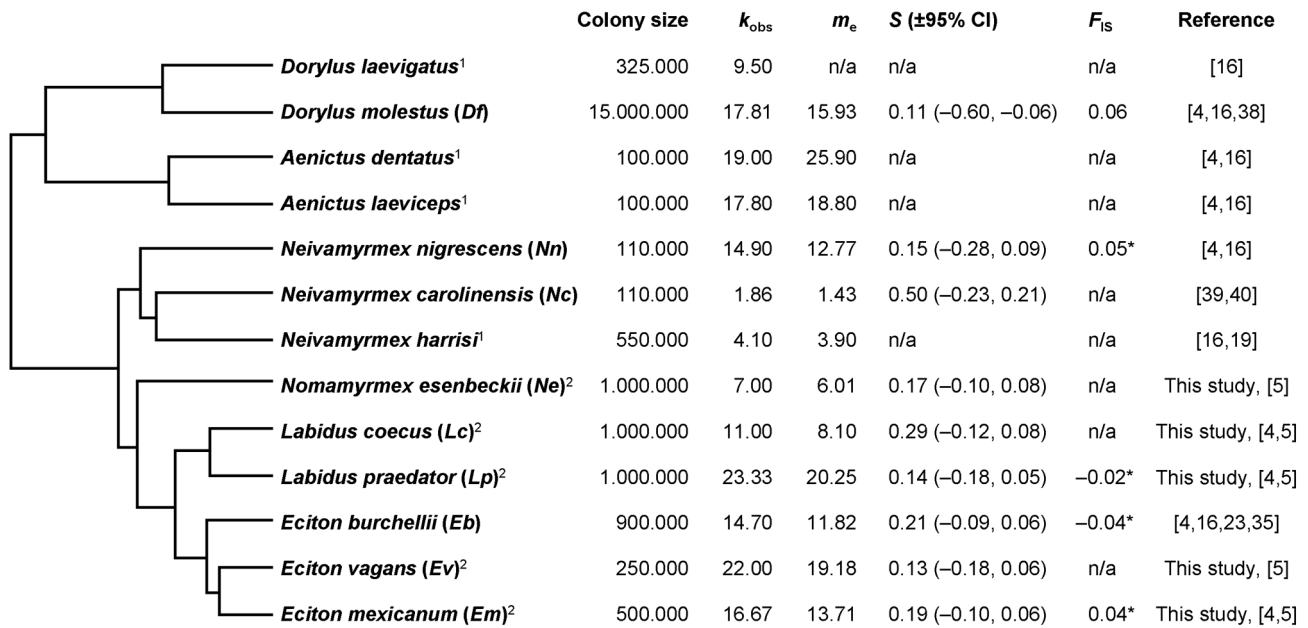 Colony size k_obs m_e S (±95% CI) F_IS Reference
Dorylus laevigatus¹ 325.000 9.50 n/a n/a n/a [16]
Dorylus molestus (Df) 15.000.000 17.81 15.93 0.11 (–0.60, –0.06) 0.06 [4,16,38]
Aenictus dentatus¹ 100.000 19.00 25.90 n/a n/a [4,16]
Aenictus laeviceps¹ 100.000 17.80 18.80 n/a n/a [4,16]
Neivamyrmex nigrescens (Nn) 110.000 14.90 12.77 0.15 (–0.28, 0.09) 0.05* [4,16]
Neivamyrmex carolinensis (Nc) 110.000 1.86 1.43 0.50 (–0.23, 0.21) n/a [39,40]
Neivamyrmex harrisi¹ 550.000 4.10 3.90 n/a n/a [16,19]
Nomamyrmex esenbeckii (Ne)² 1.000.000 7.00 6.01 0.17 (–0.10, 0.08) n/a This study, [5]
Labidus coecus (Lc)² 1.000.000 11.00 8.10 0.29 (–0.12, 0.08) n/a This study, [4,5]
Labidus praedator (Lp)² 1.000.000 23.33 20.25 0.14 (–0.18, 0.05) –0.02* This study, [4,5]
Eciton burchellii (Eb) 900.000 14.70 11.82 0.21 (–0.09, 0.06) –0.04* [4,16,23,35]
Eciton vagans (Ev)² 250.000 22.00 19.18 0.13 (–0.18, 0.06) n/a This study, [5]
Eciton mexicanum (Em)² 500.000 16.67 13.71 0.19 (–0.10, 0.06) 0.04* This study, [4,5]